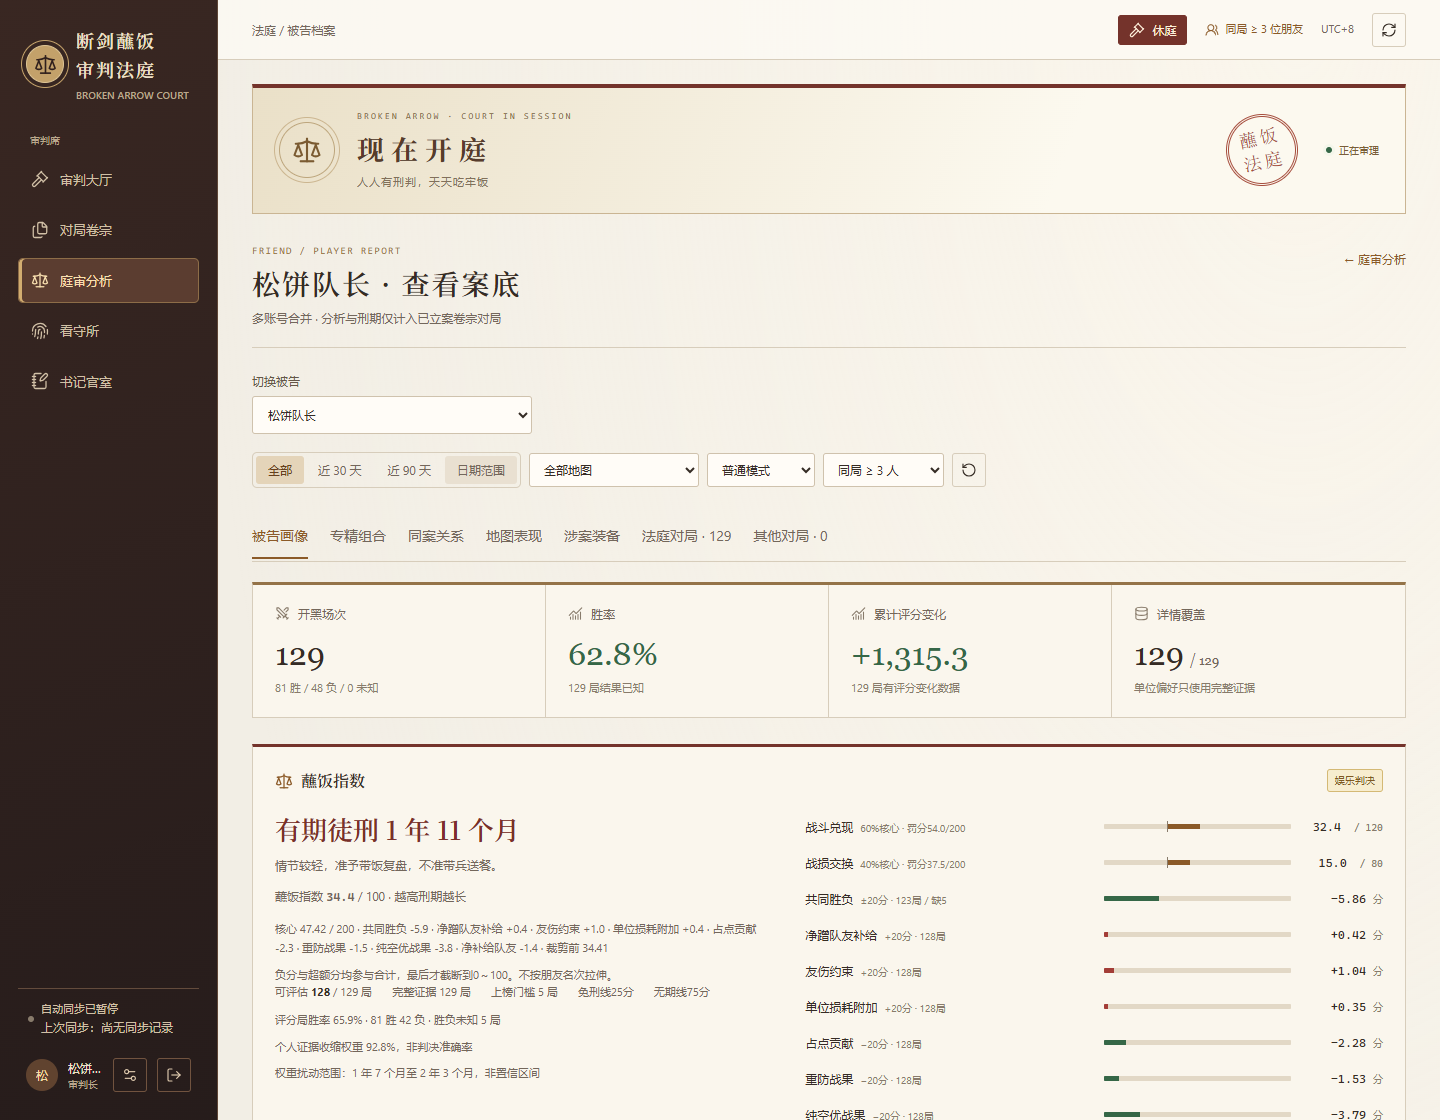 断剑蘸饭
审判法庭
BROKEN ARROW COURT
审判席
审判大厅
对局卷宗
庭审分析
看守所
书记官室
自动同步已暂停
上次同步：尚无同步记录
松
松饼...
审判长
法庭 / 被告档案
休庭
同局 ≥ 3 位朋友
UTC+8
BROKEN ARROW · COURT IN SESSION
现在开庭
人人有刑判，天天吃牢饭
蘸饭
法庭
正在审理
FRIEND / PLAYER REPORT
松饼队长 · 查看案底
多账号合并 · 分析与刑期仅计入已立案卷宗对局
← 庭审分析
切换被告
松饼队长
全部
近 30 天
近 90 天
日期范围
全部地图
普通模式
同局 ≥ 3 人
被告画像
专精组合
同案关系
地图表现
涉案装备
法庭对局 · 129
其他对局 · 0
开黑场次
129
81 胜 / 48 负 / 0 未知
胜率
62.8%
129 局结果已知
累计评分变化
+1,315.3
129 局有评分变化数据
详情覆盖
129 / 129
单位偏好只使用完整证据
蘸饭指数
娱乐判决
有期徒刑 1 年 11 个月
情节较轻，准予带饭复盘，不准带兵送餐。
蘸饭指数 34.4 / 100 · 越高刑期越长
核心 47.42 / 200 · 共同胜负 -5.9 · 净蹭队友补给 +0.4 · 友伤约束 +1.0 · 单位损耗附加 +0.4 · 占点贡献
-2.3 · 重防战果 -1.5 · 纯空优战果 -3.8 · 净补给队友 -1.4 · 裁剪前 34.41
负分与超额分均参与合计，最后才截断到0～100。不按朋友名次拉伸。
可评估 128 / 129 局 完整证据 129 局 上榜门槛 5 局 免刑线25分 无期线75分
评分局胜率 65.9% · 81 胜 42 负 · 胜负未知 5 局
个人证据收缩权重 92.8%，非判决准确率
权重扰动范围：1 年 7 个月至 2 年 3 个月，非置信区间
战斗兑现 60%核心 · 罚分54.0/200 32.4 / 120
战损交换 40%核心 · 罚分37.5/200 15.0 / 80
共同胜负 ±20分 · 123局 / 缺5 −5.86 分
净蹭队友补给 +20分 · 128局 +0.42 分
友伤约束 +20分 · 128局 +1.04 分
单位损耗附加 +20分 · 128局 +0.35 分
占点贡献 −20分 · 128局 −2.28 分
重防战果 −20分 · 128局 −1.53 分
纯空优战果 −20分 · 128局 −3.79 分